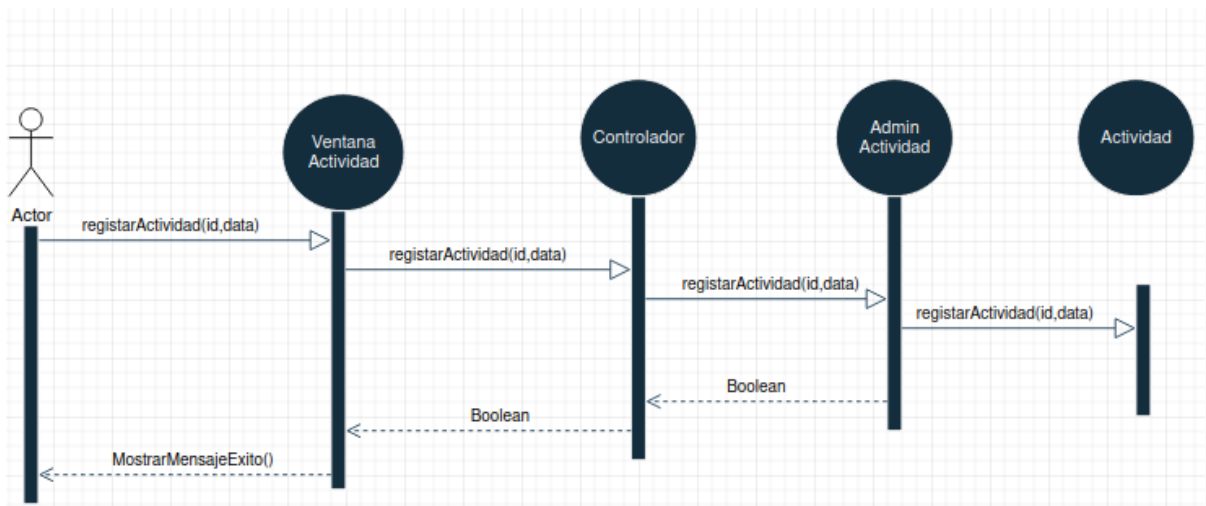 Ventana
Actividad
Controlador
Admin
Actividad
Actividad
Actor
registarActividad(id,data)
registarActividad(id,data)
registarActividad(id,data)
registarActividad(id,data)
Boolean
Boolean
MostrarMensajeExito()